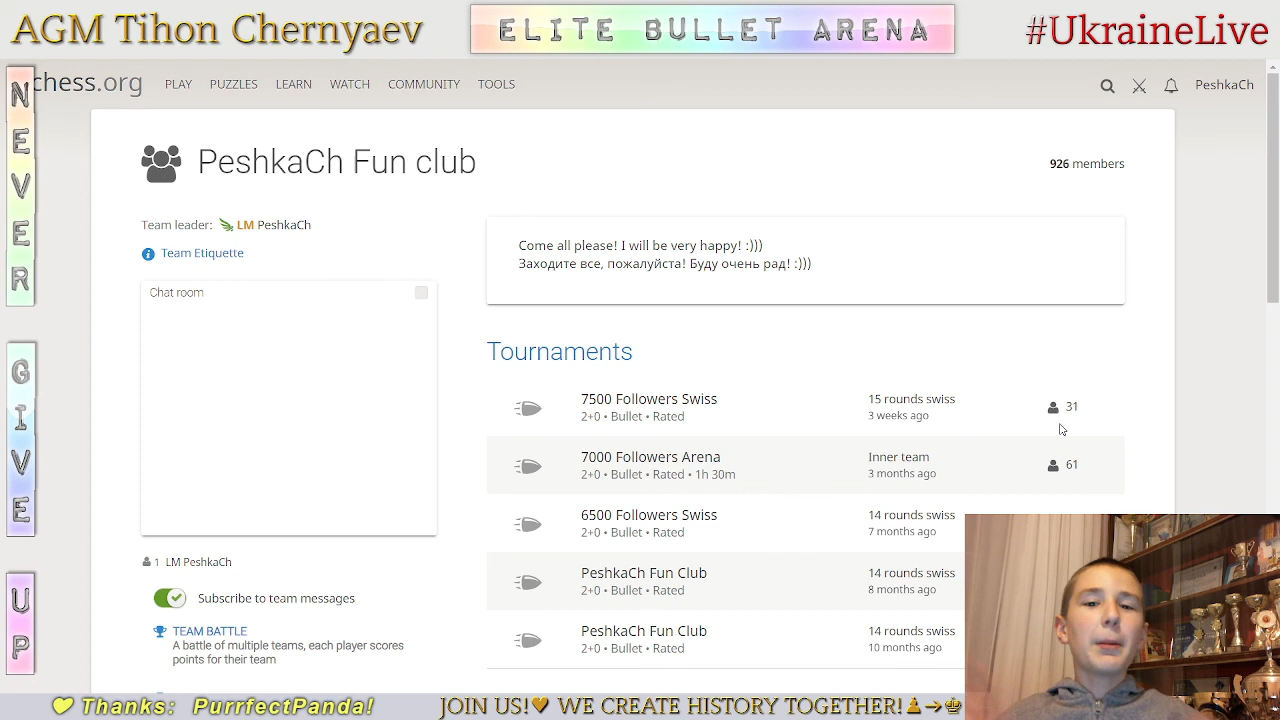 AGM Tihon Chernyaev
ELITE BULLET ARENA
#UkraineLive
chess.org
PLAY
PUZZLES
LEARN
WATCH
COMMUNITY
TOOLS
PeshkaCh
NEVER
GIVE
UP
PeshkaCh Fun club
926 members
Team leader: LM PeshkaCh
Team Etiquette
Chat room
Come all please! I will be very happy! :)))
Заходите все, пожалуйста! Буду очень рад! :)))
Tournaments
7500 Followers Swiss
2+0 • Bullet • Rated
15 rounds swiss
3 weeks ago
31
7000 Followers Arena
2+0 • Bullet • Rated • 1h 30m
Inner team
3 months ago
61
6500 Followers Swiss
2+0 • Bullet • Rated
14 rounds swiss
7 months ago
PeshkaCh Fun Club
2+0 • Bullet • Rated
14 rounds swiss
8 months ago
PeshkaCh Fun Club
2+0 • Bullet • Rated
14 rounds swiss
10 months ago
1 LM PeshkaCh
Subscribe to team messages
TEAM BATTLE
A battle of multiple teams, each player scores
points for their team
Thanks: PurrfectPanda!
JOIN US!♥ WE CREATE HISTORY TOGETHER!♟→♚